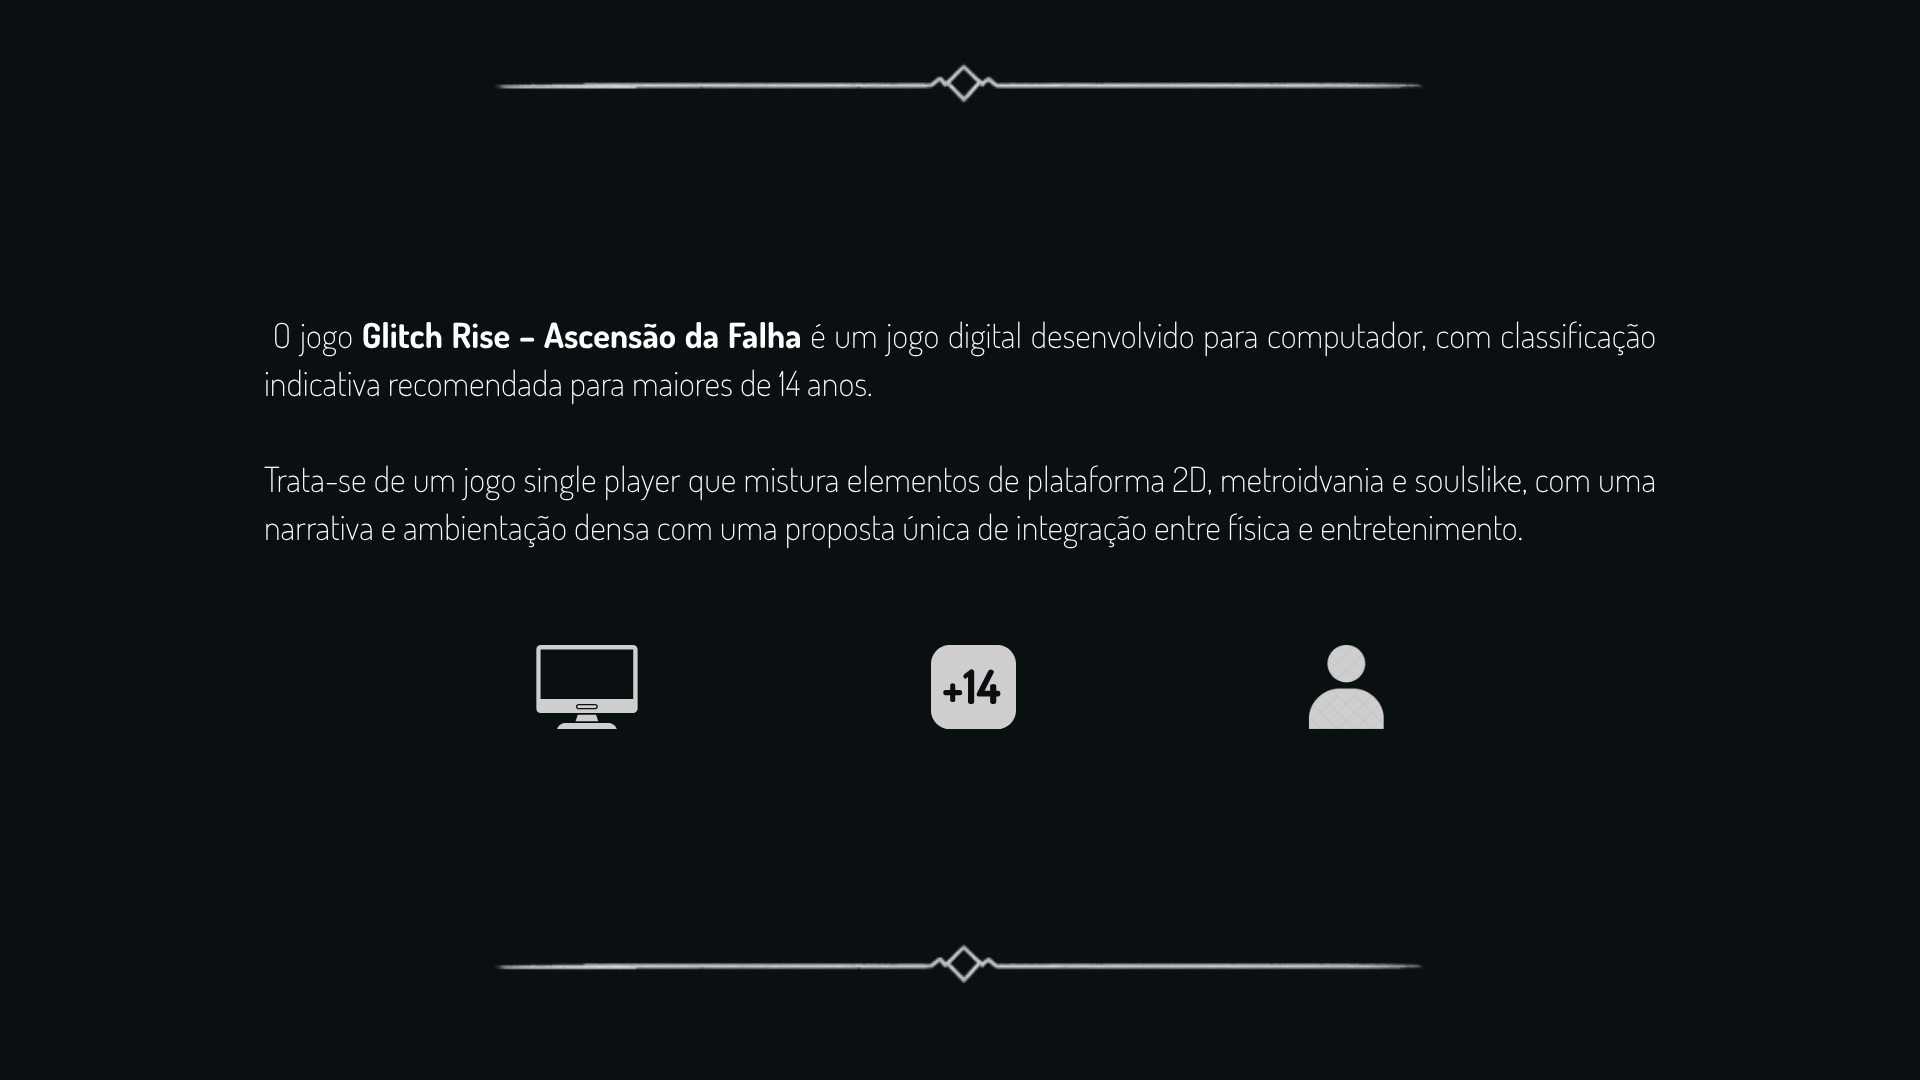 O jogo Glitch Rise – Ascensão da Falha é um jogo digital desenvolvido para computador, com classificação
indicativa recomendada para maiores de 14 anos.
Trata-se de um jogo single player que mistura elementos de plataforma 2D, metroidvania e soulslike, com uma
narrativa e ambientação densa com uma proposta única de integração entre física e entretenimento.
+14